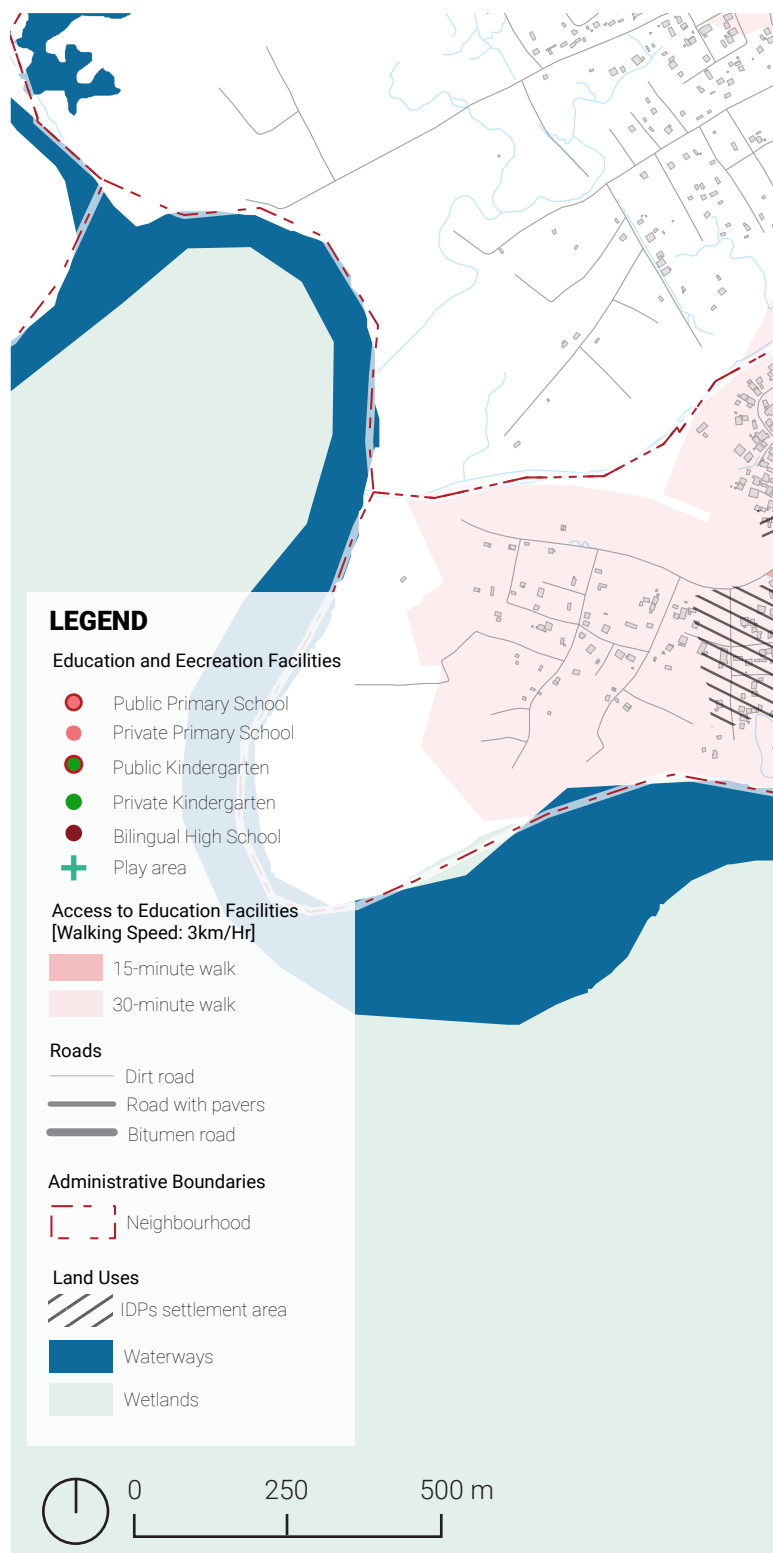 LEGEND
Education and Eecreation Facilities
Public Primary School
Private Primary School
Public Kindergarten
Private Kindergarten
Bilingual High School
Play area
Access to Education Facilities
[Walking Speed: 3km/Hr]
15-minute walk
30-minute walk
Roads
Dirt road
Road with pavers
Bitumen road
Administrative Boundaries
Neighbourhood
Land Uses
IDPs settlement area
Waterways
Wetlands
0 250 500 m